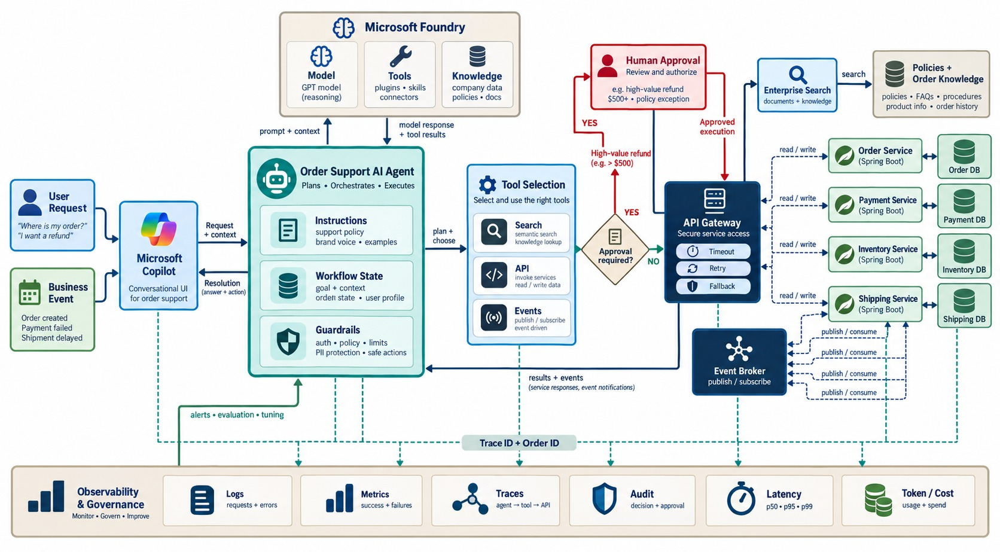 Microsoft Foundry
Model
GPT model
(reasoning)
Tools
plugins • skills
connectors
Knowledge
company data
policies • docs
prompt + context
model response
+ tool results
Human Approval
Review and authorize
e.g. high-value refund
$500+ • policy exception
YES
Approved
execution
High-value refund
(e.g. > $500)
YES
Enterprise Search
documents + knowledge
search
Policies +
Order Knowledge
policies • FAQs • procedures
product info • order history
User
Request
"Where is my order?"
"I want a refund"
Business
Event
Order created
Payment failed
Shipment delayed
Microsoft
Copilot
Conversational UI
for order support
Request
+ context
Resolution
(answer + action)
Order Support AI Agent
Plans • Orchestrates • Executes
Instructions
support policy
brand voice • examples
Workflow State
goal + context
order state • user profile
Guardrails
auth • policy • limits
PII protection • safe actions
plan +
choose
Tool Selection
Select and use the right tools
Search
semantic search
knowledge lookup
API
invoke services
read / write data
Events
publish / subscribe
event driven
Approval
required?
NO
API Gateway
Secure service access
Timeout
Retry
Fallback
read / write
Order Service
(Spring Boot)
Order DB
read / write
Payment Service
(Spring Boot)
Payment DB
read / write
Inventory Service
(Spring Boot)
Inventory DB
read / write
Shipping Service
(Spring Boot)
Shipping DB
Event Broker
publish / subscribe
publish / consume
publish / consume
publish / consume
publish / consume
results + events
(service responses, event notifications)
alerts • evaluation • tuning
Trace ID + Order ID
Observability
& Governance
Monitor • Govern • Improve
Logs
requests + errors
Metrics
success + failures
Traces
agent → tool → API
Audit
decision + approval
Latency
p50 • p95 • p99
Token / Cost
usage + spend